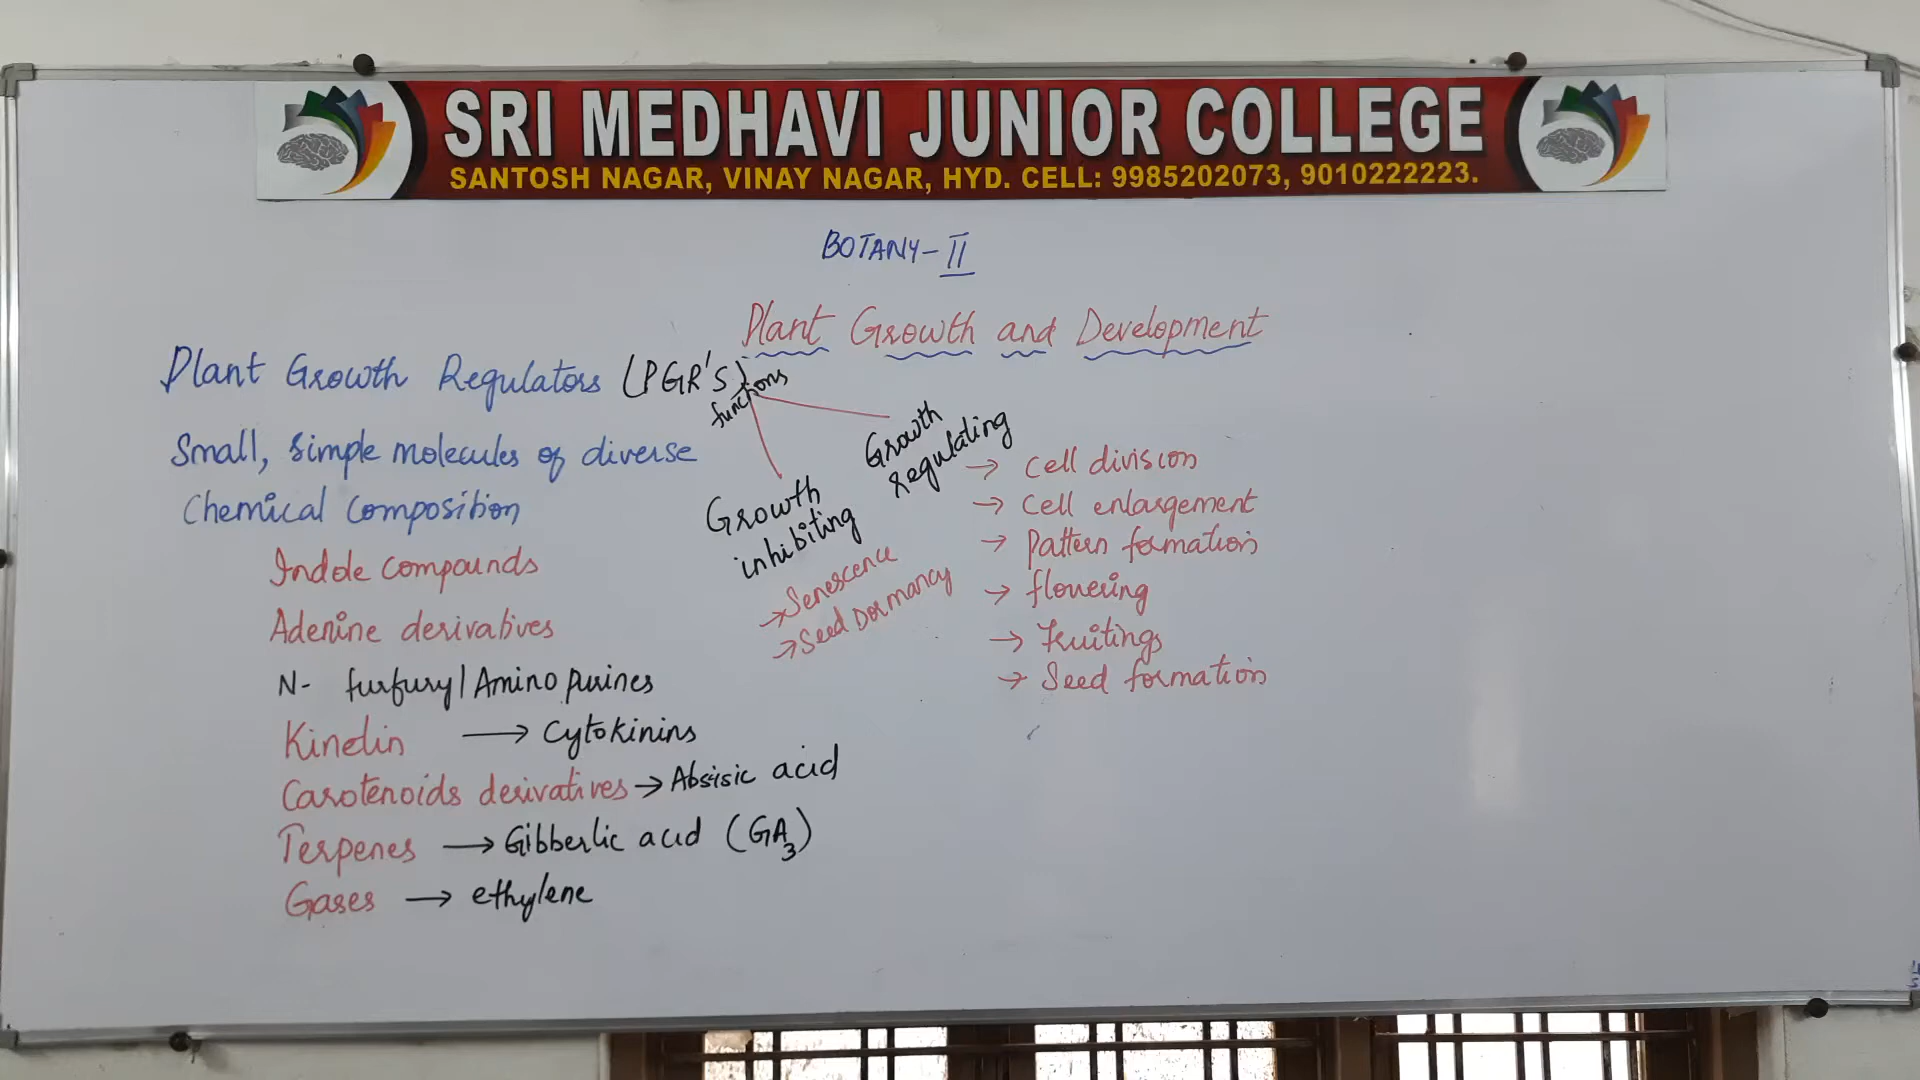 SRI MEDHAVI JUNIOR COLLEGE
SANTOSH NAGAR, VINAY NAGAR, HYD. CELL: 9985202073, 9010222223.
BOTANY-II
Plant Growth and Development
Plant Growth Regulators (PGR'S)
functions
Small, simple molecules of diverse
Chemical composition
Indole compounds
Adenine derivatives
N- furfuryl Amino purines
Kinetin → Cytokinins
Carotenoids derivatives → Absisic acid
Terpenes → Gibberlic acid (GA3)
Gases → ethylene
Growth
inhibiting
→ Senescence
→ Seed Dormancy
Growth
regulating
→ Cell division
→ Cell enlargement
→ Pattern formation
→ flowering
→ Fruitings
→ Seed formation